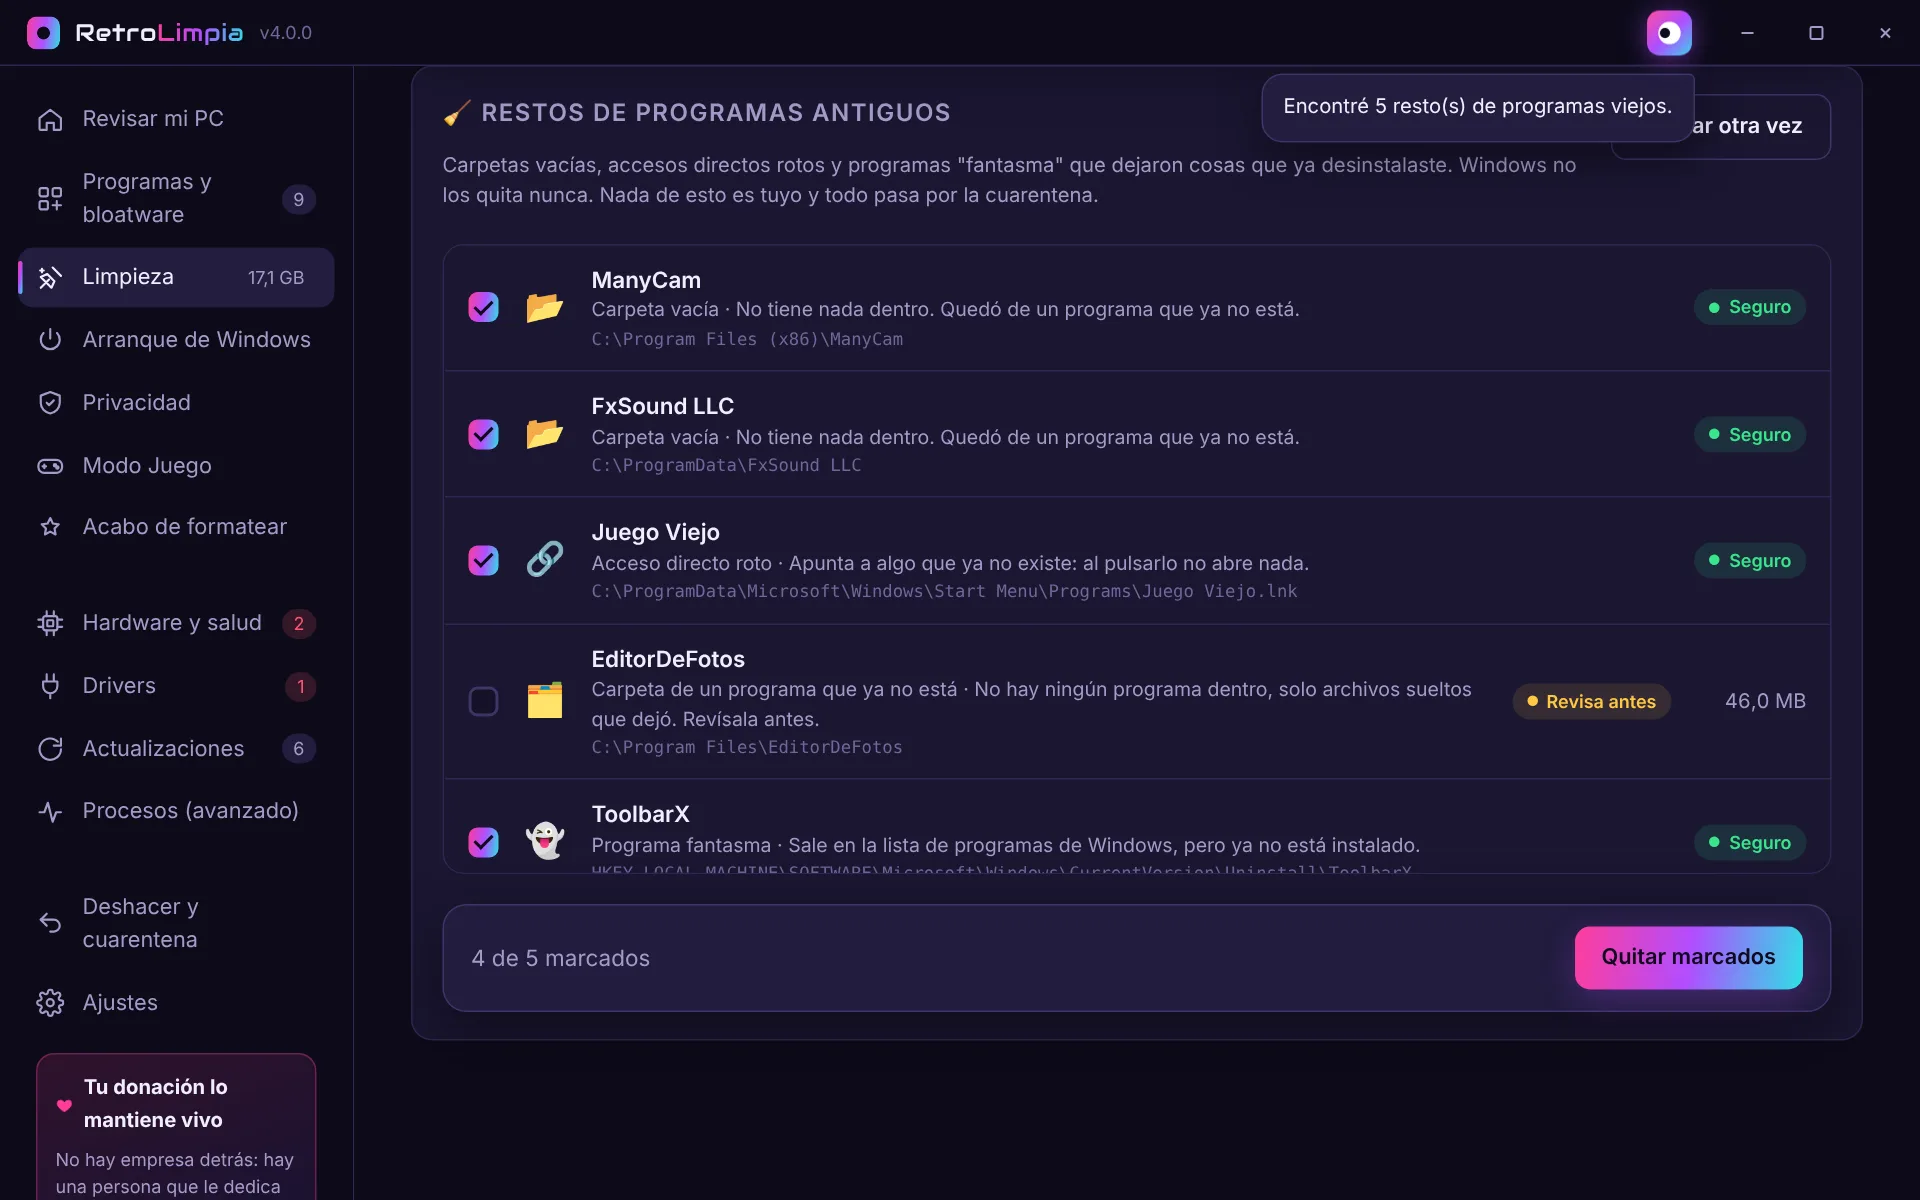 RetroLimpia v4.0.0
Revisar mi PC
Programas y
bloatware
9
Limpieza 17,1 GB
Arranque de Windows
Privacidad
Modo Juego
Acabo de formatear
Hardware y salud 2
Drivers 1
Actualizaciones 6
Procesos (avanzado)
Deshacer y
cuarentena
Ajustes
Tu donación lo
mantiene vivo
No hay empresa detrás: hay
una persona que le dedica
RESTOS DE PROGRAMAS ANTIGUOS
Encontré 5 resto(s) de programas viejos.
otra vez
Carpetas vacías, accesos directos rotos y programas "fantasma" que dejaron cosas que ya desinstalaste. Windows no
los quita nunca. Nada de esto es tuyo y todo pasa por la cuarentena.
ManyCam
Carpeta vacía · No tiene nada dentro. Quedó de un programa que ya no está.
C:\Program Files (x86)\ManyCam
Seguro
FxSound LLC
Carpeta vacía · No tiene nada dentro. Quedó de un programa que ya no está.
C:\ProgramData\FxSound LLC
Seguro
Juego Viejo
Acceso directo roto · Apunta a algo que ya no existe: al pulsarlo no abre nada.
C:\ProgramData\Microsoft\Windows\Start Menu\Programs\Juego Viejo.lnk
Seguro
EditorDeFotos
Carpeta de un programa que ya no está · No hay ningún programa dentro, solo archivos sueltos
que dejó. Revísala antes.
C:\Program Files\EditorDeFotos
Revisa antes
46,0 MB
ToolbarX
Programa fantasma · Sale en la lista de programas de Windows, pero ya no está instalado.
HKEY_LOCAL_MACHINE\SOFTWARE\Microsoft\Windows\CurrentVersion\Uninstall\ToolbarX
Seguro
4 de 5 marcados
Quitar marcados